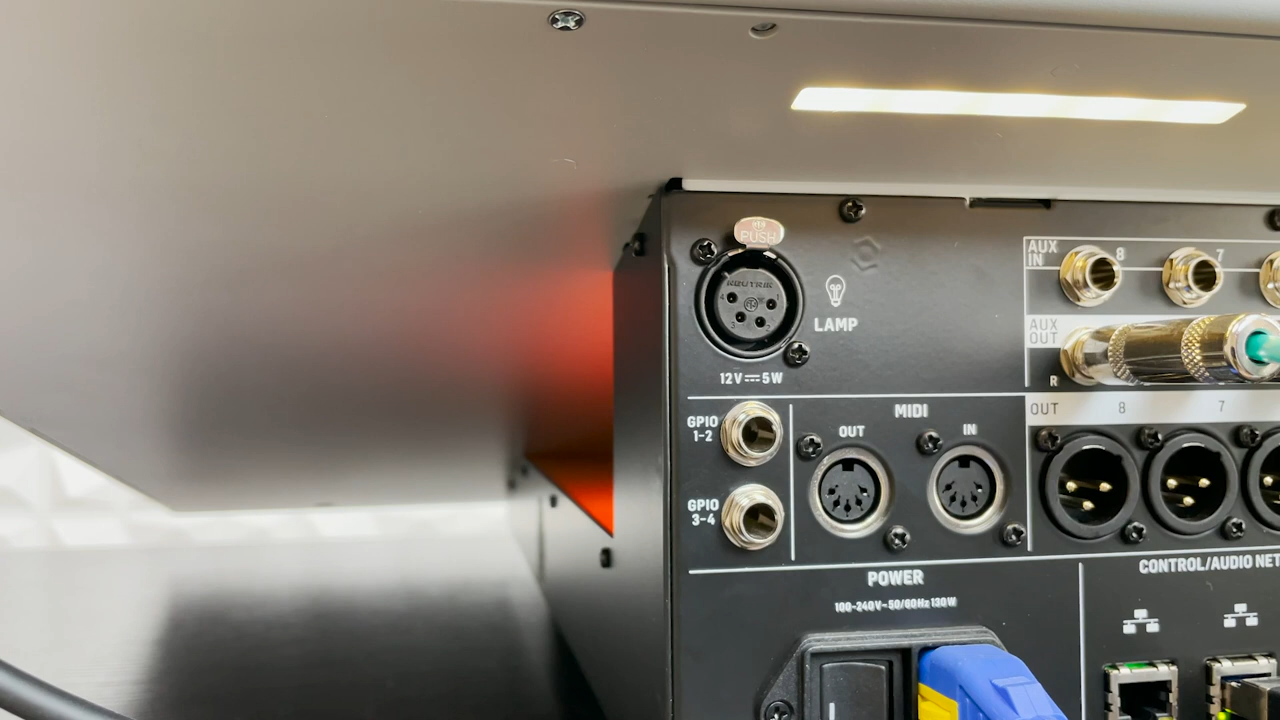 PUSH
NEUTRIK
LAMP
12V 5W
AUX
IN
8
7
AUX
OUT
R
OUT
8
7
GPIO
1-2
GPIO
3-4
MIDI
OUT
IN
POWER
100-240V~50/60Hz 130W
CONTROL/AUDIO NET